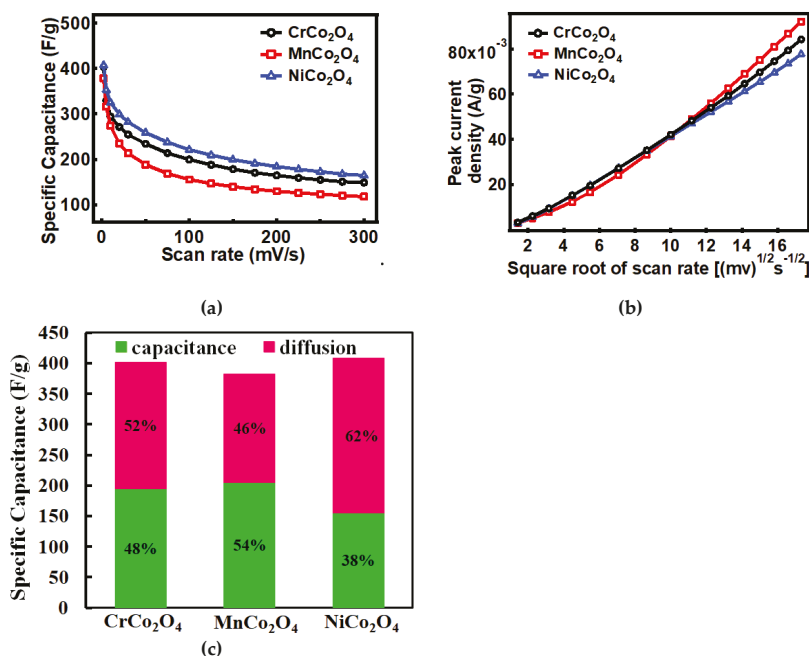 500
400
300
200
100
0
100
200
300
Specific Capacitance (F/g)
Scan rate (mV/s)
CrCo₂O₄
MnCo₂O₄
NiCo₂O₄
(a)
80x10⁻³
60
40
20
2
4
6
8
10
12
14
16
Peak current
density (A/g)
Square root of scan rate [(mv)^1/2 s^-1/2]
CrCo₂O₄
MnCo₂O₄
NiCo₂O₄
(b)
450
400
350
300
250
200
150
100
50
0
Specific Capacitance (F/g)
capacitance
diffusion
52%
46%
62%
48%
54%
38%
CrCo₂O₄
MnCo₂O₄
NiCo₂O₄
(c)